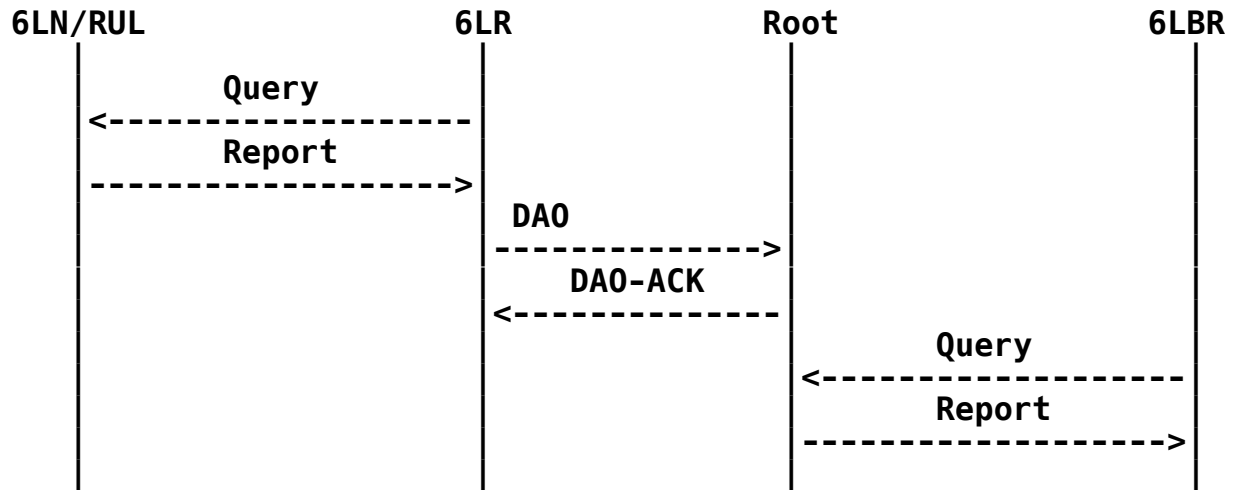 6LN/RUL 6LR Root 6LBR
Query
<-------------------
Report
------------------->
DAO
-------------->
DAO-ACK
<--------------
Query
<-------------------
Report
------------------->